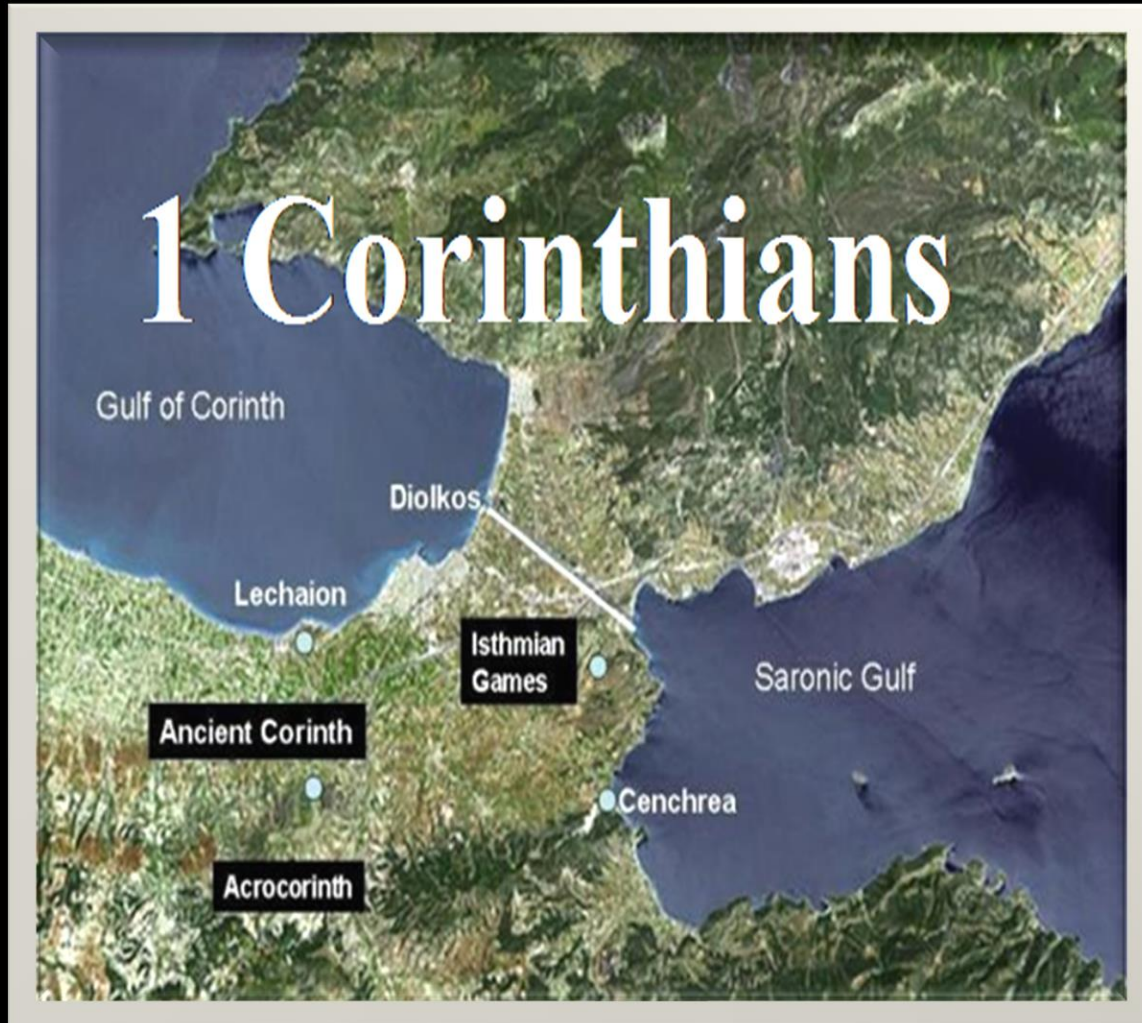 1 Corinthians
Gulf of Corinth
Diolkos
Lechaion
Isthmian
Games
Saronic Gulf
Ancient Corinth
Cenchrea
Acrocorinth